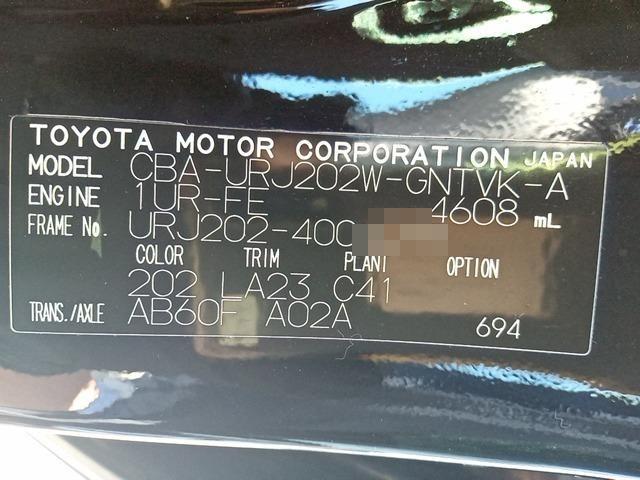 TOYOTA MOTOR CORPORATION JAPAN
MODEL CBA-URJ202W-GNTVK-A
ENGINE 1UR-FE 4608 mL
FRAME No. URJ202-400
COLOR TRIM PLANT OPTION
202 LA23 C41
TRANS./AXLE AB60F A02A 694